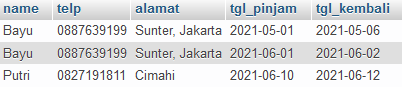 name telp alamat tgl_pinjam tgl_kembali
Bayu 0887639199 Sunter, Jakarta 2021-05-01 2021-05-06
Bayu 0887639199 Sunter, Jakarta 2021-06-01 2021-06-02
Putri 0827191811 Cimahi 2021-06-10 2021-06-12